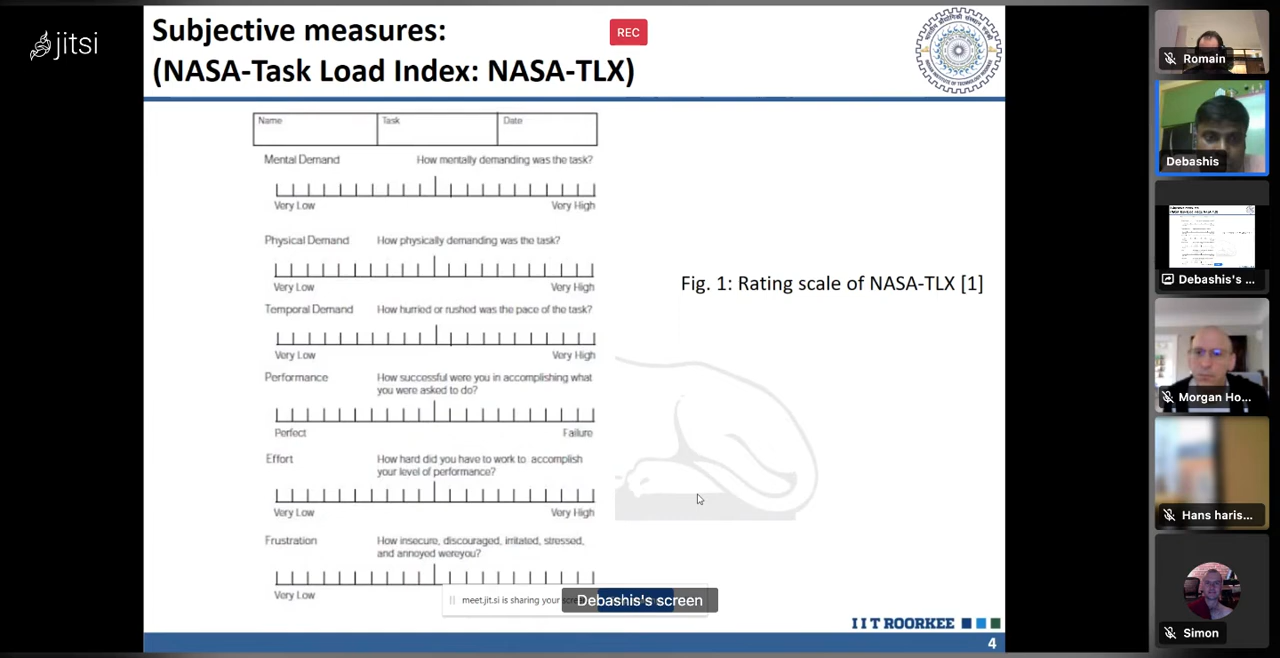 jitsi
Subjective measures:
(NASA-Task Load Index: NASA-TLX)
REC
Name Task Date
Mental Demand How mentally demanding was the task?
Very Low Very High
Physical Demand How physically demanding was the task?
Very Low Very High
Temporal Demand How hurried or rushed was the pace of the task?
Very Low Very High
Performance How successful were you in accomplishing what
you were asked to do?
Perfect Failure
Effort How hard did you have to work to accomplish
your level of performance?
Very Low Very High
Frustration How insecure, discouraged, irritated, stressed,
and annoyed wereyou?
Very Low
Fig. 1: Rating scale of NASA-TLX [1]
meet.jit.si is sharing your
Debashis's screen
IIT ROORKEE
4
Romain
Debashis
Debashis's ...
Morgan Ho...
Hans haris...
Simon